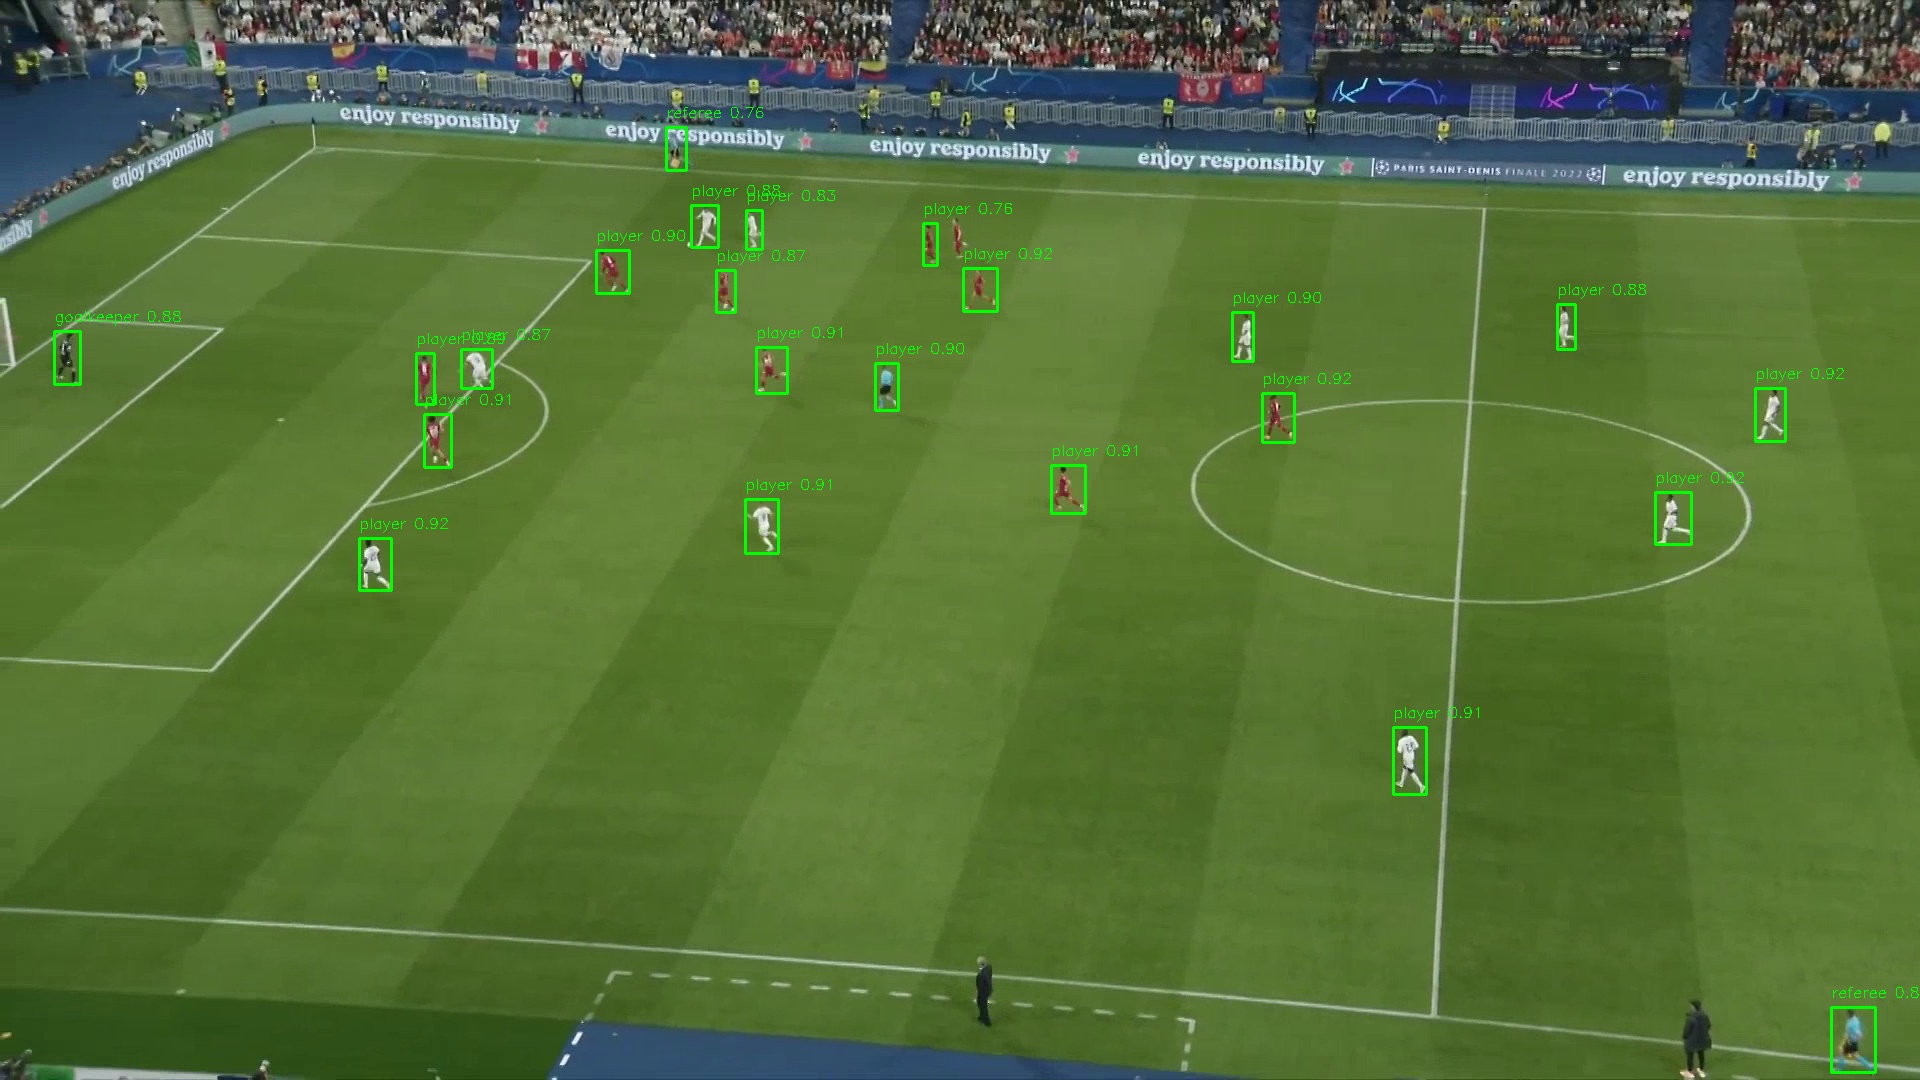 enjoy responsibly
enjoy responsibly
enjoy responsibly
enjoy responsibly
enjoy responsibly
PARIS SAINT-DENIS FINALE 2022
enjoy responsibly
nsibly
referee 0.76
player 0.88
player 0.83
player 0.76
player 0.90
player 0.87
player 0.92
player 0.90
player 0.88
goalkeeper 0.88
player 0.87
player 0.91
player 0.90
player 0.92
player 0.92
player 0.91
player 0.91
player 0.91
player 0.92
player 0.92
player 0.91
referee 0.8